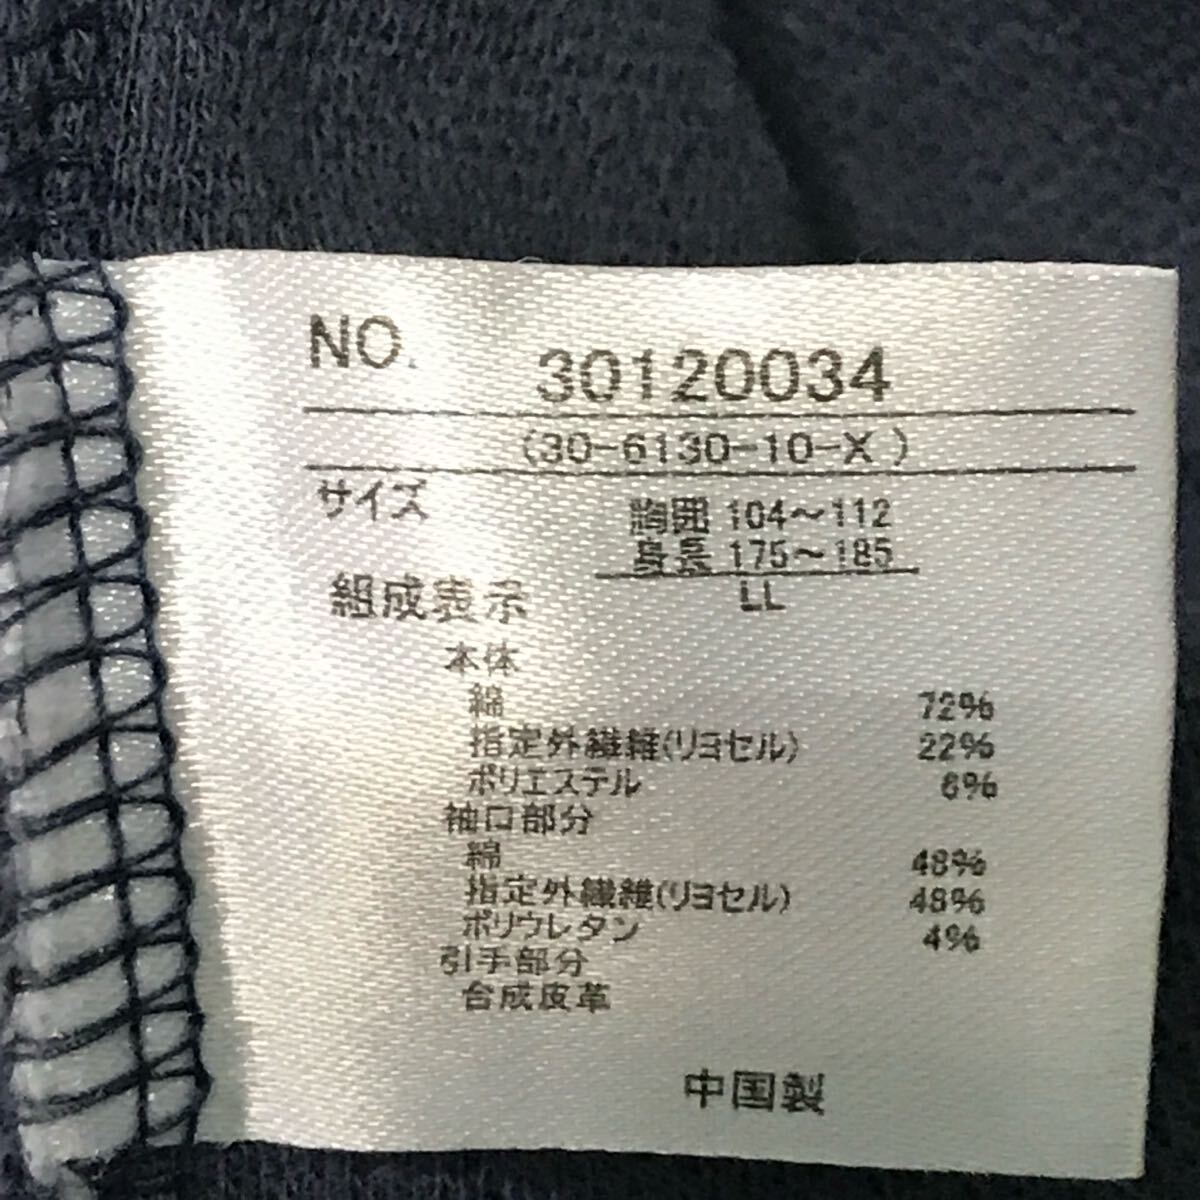 NO. 30120034
(30-6130-10-X)
サイズ 胸囲 104〜112
身長 175〜185
LL
組成表示
本体
綿 72%
指定外繊維(リヨセル) 22%
ポリエステル 6%
袖口部分
綿 48%
指定外繊維(リヨセル) 48%
ポリウレタン 4%
引手部分
合成皮革
中国製